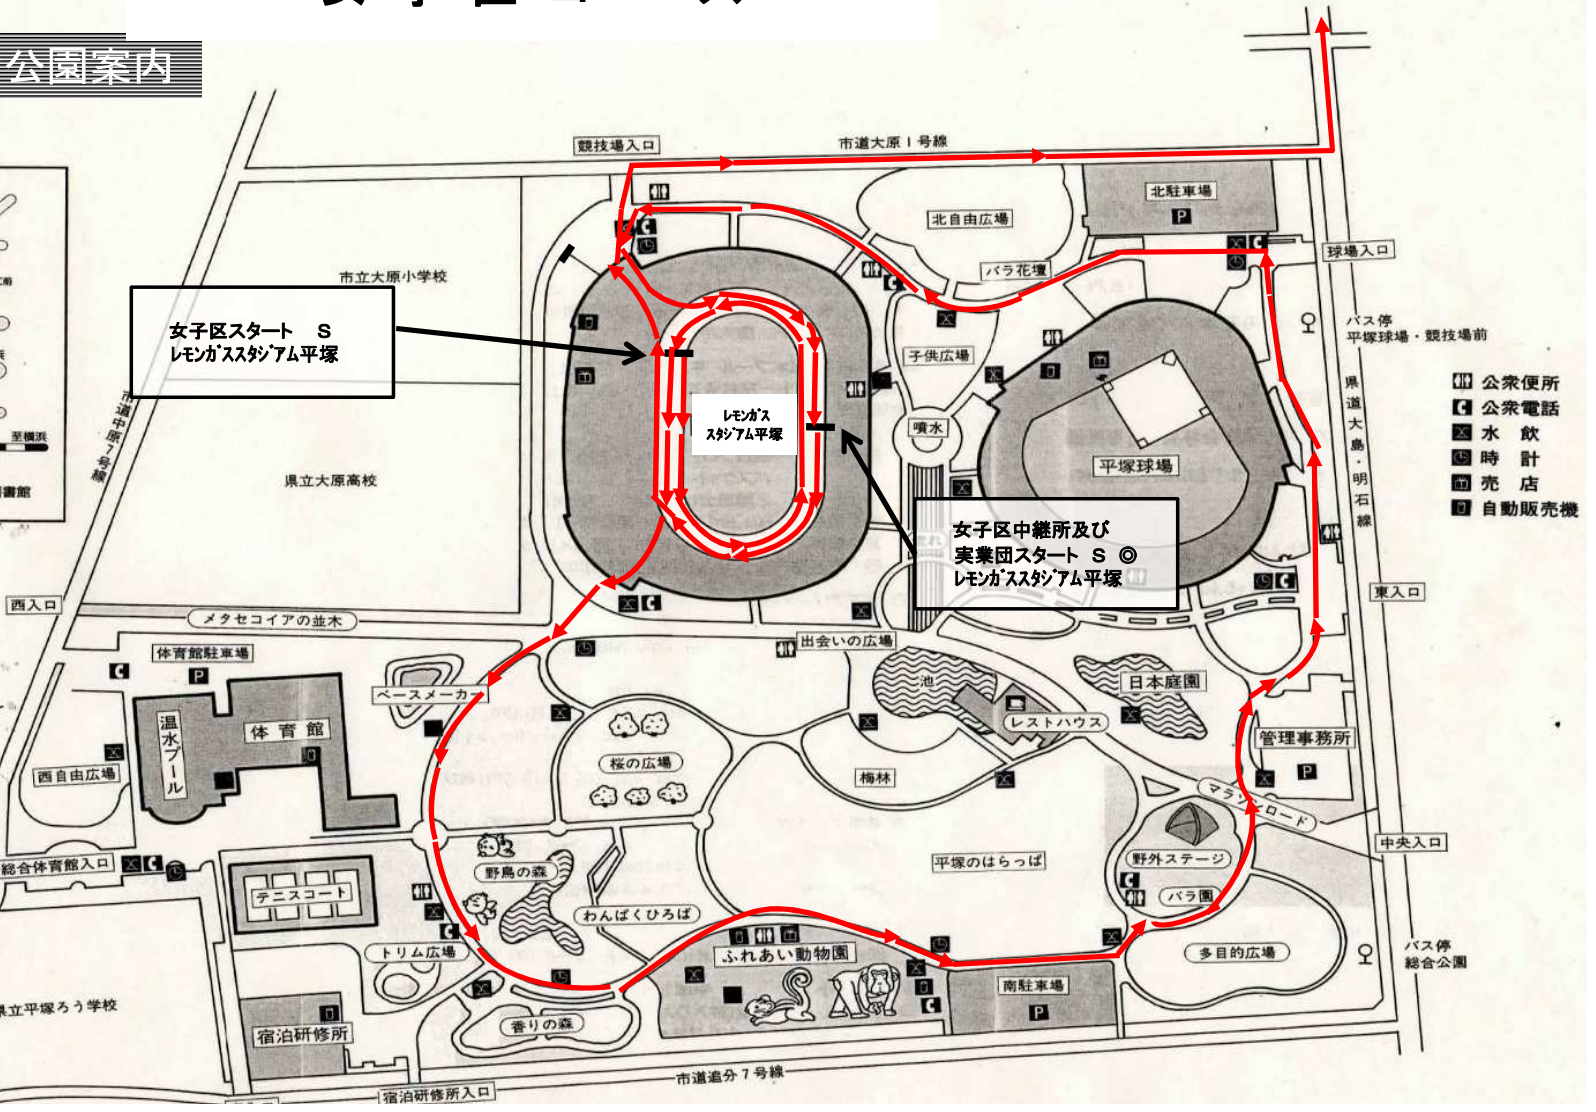 公園案内
競技場入口
市道大原1号線
北駐車場
P
北自由広場
球場入口
バラ花壇
市立大原小学校
女子区スタート　S
レモンガススタジアム平塚
バス停
平塚球場・競技場前
子供広場
レモンガス
スタジアム平塚
県道大島・明石線
公衆便所
公衆電話
水飲
時計
売店
自動販売機
市道中原7号線
至横浜
噴水
平塚球場
県立大原高校
書館
女子区中継所及び
実業団スタート　S ◎
レモンガススタジアム平塚
西入口
東入口
メタセコイアの並木
出会いの広場
体育館駐車場
P
ペースメーカー
池
日本庭園
レストハウス
温水プール
体育館
管理事務所
P
西自由広場
桜の広場
梅林
マラソンロード
中央入口
総合体育館入口
野鳥の森
平塚のはらっぱ
野外ステージ
テニスコート
バラ園
わんぱくひろば
トリム広場
ふれあい動物園
多目的広場
バス停
総合公園
南駐車場
P
県立平塚ろう学校
香りの森
宿泊研修所
市道追分7号線
宿泊研修所入口